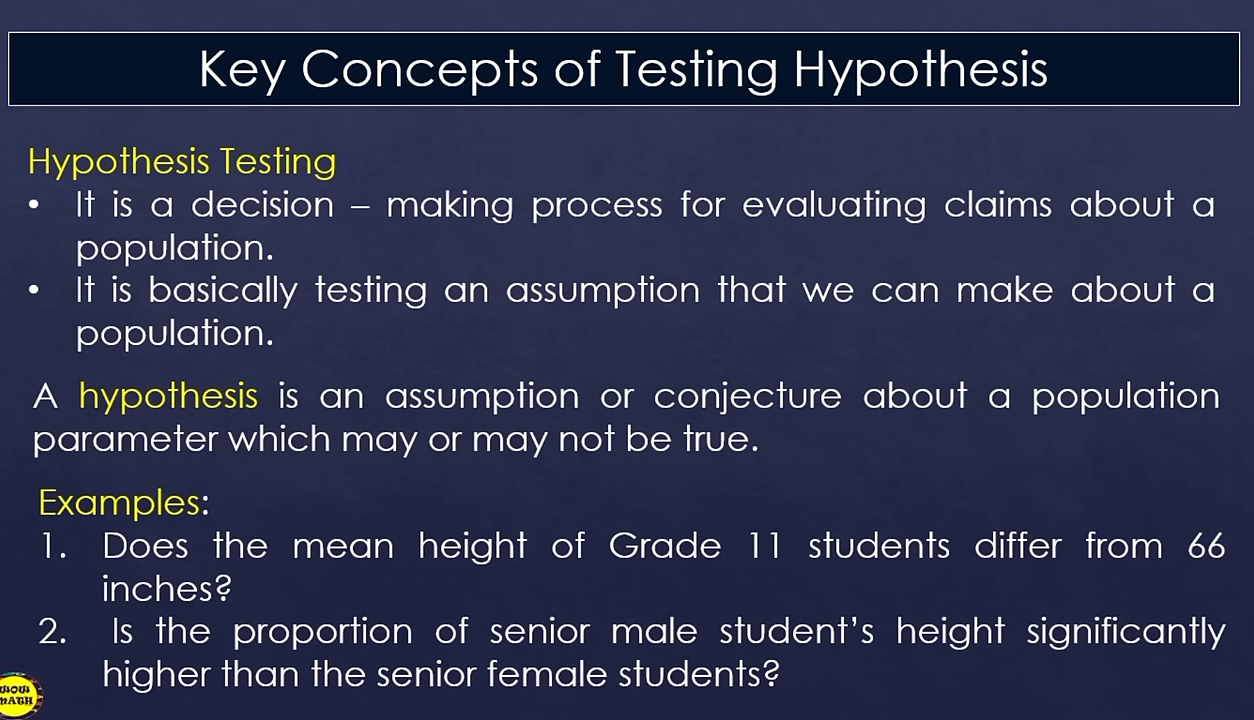 Key Concepts of Testing Hypothesis
Hypothesis Testing
• It is a decision – making process for evaluating claims about a
population.
• It is basically testing an assumption that we can make about a
population.
A hypothesis is an assumption or conjecture about a population
parameter which may or may not be true.
Examples:
1. Does the mean height of Grade 11 students differ from 66
inches?
2. Is the proportion of senior male student’s height significantly
higher than the senior female students?
WOW
MATH